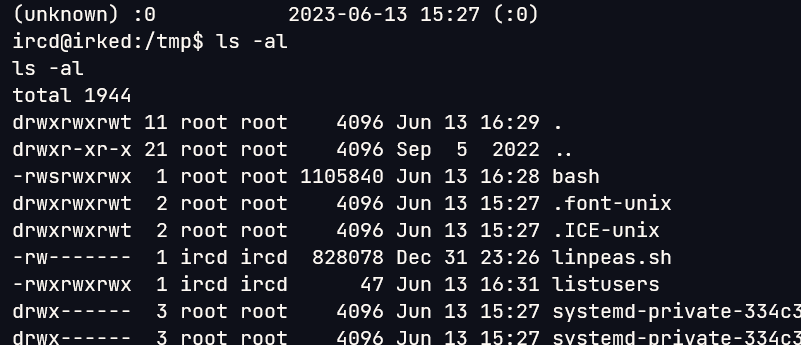 (unknown) :0           2023-06-13 15:27 (:0)
ircd@irked:/tmp$ ls -al
ls -al
total 1944
drwxrwxrwt 11 root root    4096 Jun 13 16:29 .
drwxr-xr-x 21 root root    4096 Sep  5  2022 ..
-rwsrwxrwx  1 root root 1105840 Jun 13 16:28 bash
drwxrwxrwt  2 root root    4096 Jun 13 15:27 .font-unix
drwxrwxrwt  2 root root    4096 Jun 13 15:27 .ICE-unix
-rw-------  1 ircd ircd  828078 Dec 31 23:26 linpeas.sh
-rwxrwxrwx  1 ircd ircd      47 Jun 13 16:31 listusers
drwx------  3 root root    4096 Jun 13 15:27 systemd-private-334c3
drwx------  3 root root    4096 Jun 13 15:27 systemd-private-334c3